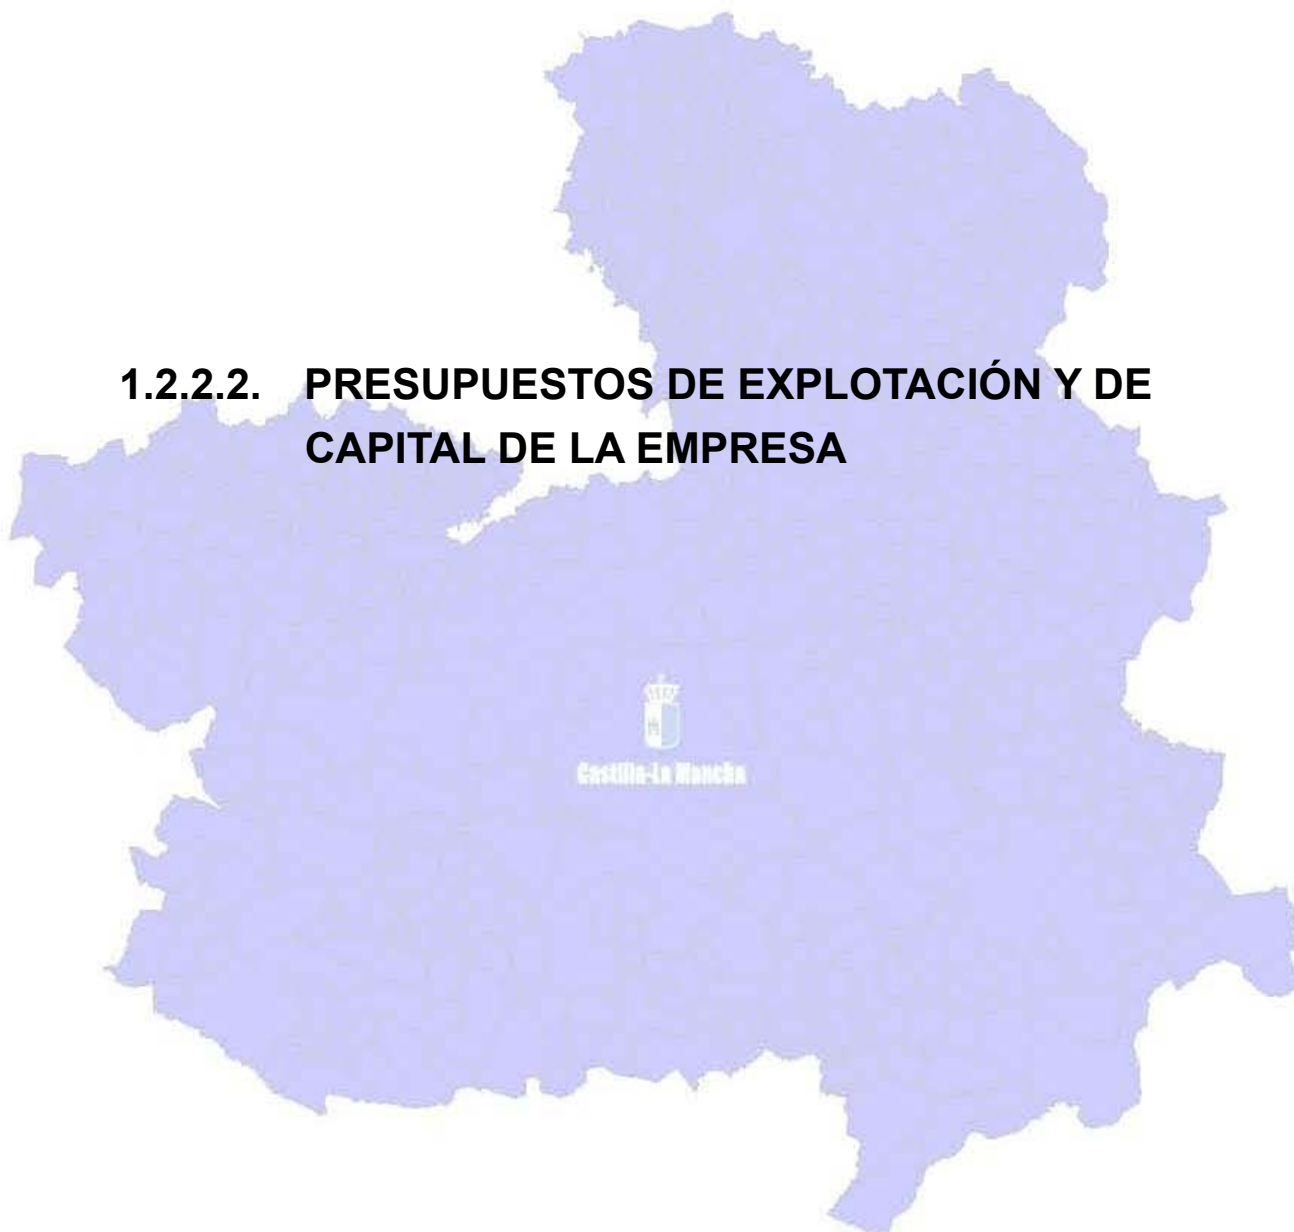 1.2.2.2. PRESUPUESTOS DE EXPLOTACIÓN Y DE
CAPITAL DE LA EMPRESA
Castilla-La Mancha